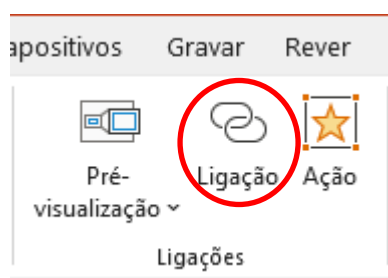 apositivos Gravar Rever
Pré-
visualização
Ligação
Ação
Ligações